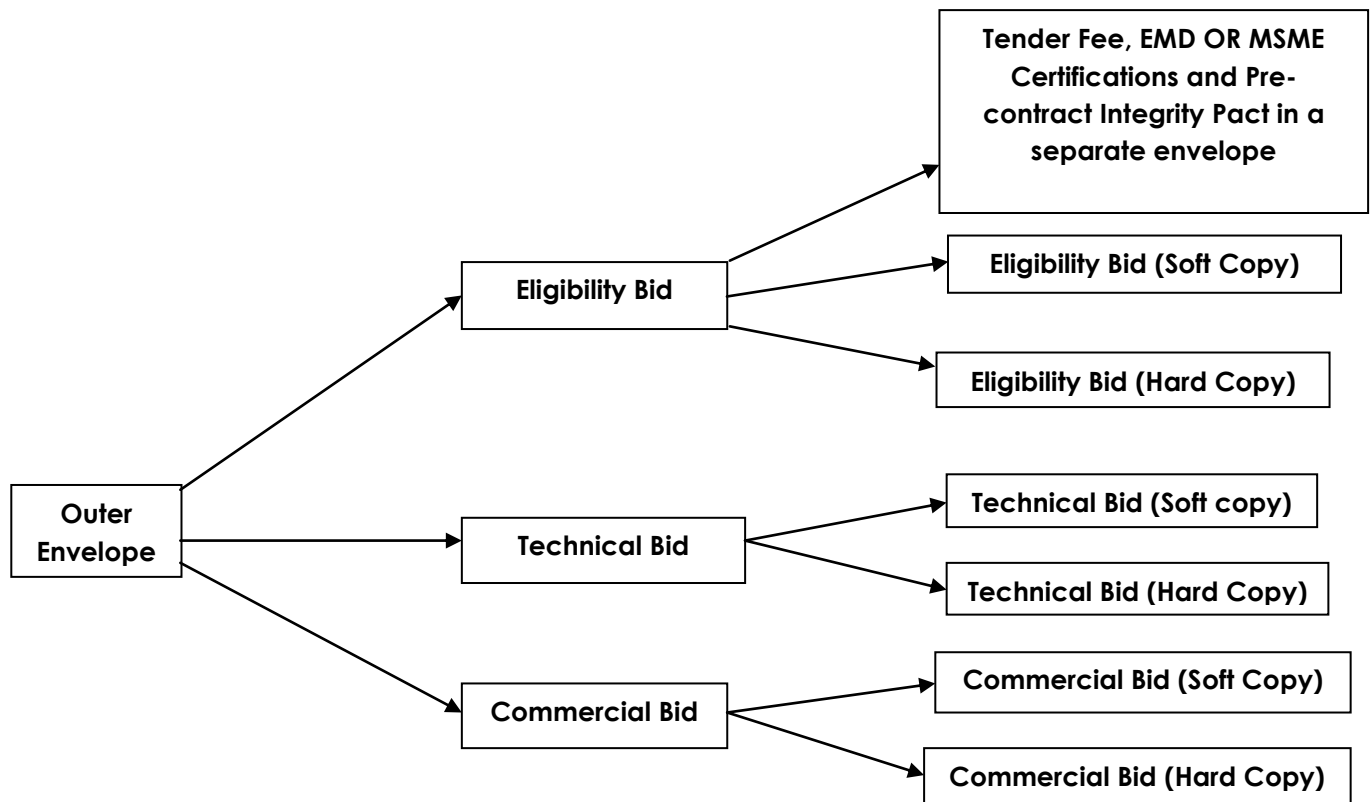 Tender Fee, EMD OR MSME
Certifications and Pre-
contract Integrity Pact in a
separate envelope
Eligibility Bid
Eligibility Bid (Soft Copy)
Eligibility Bid (Hard Copy)
Outer
Envelope
Technical Bid
Technical Bid (Soft copy)
Technical Bid (Hard Copy)
Commercial Bid
Commercial Bid (Soft Copy)
Commercial Bid (Hard Copy)